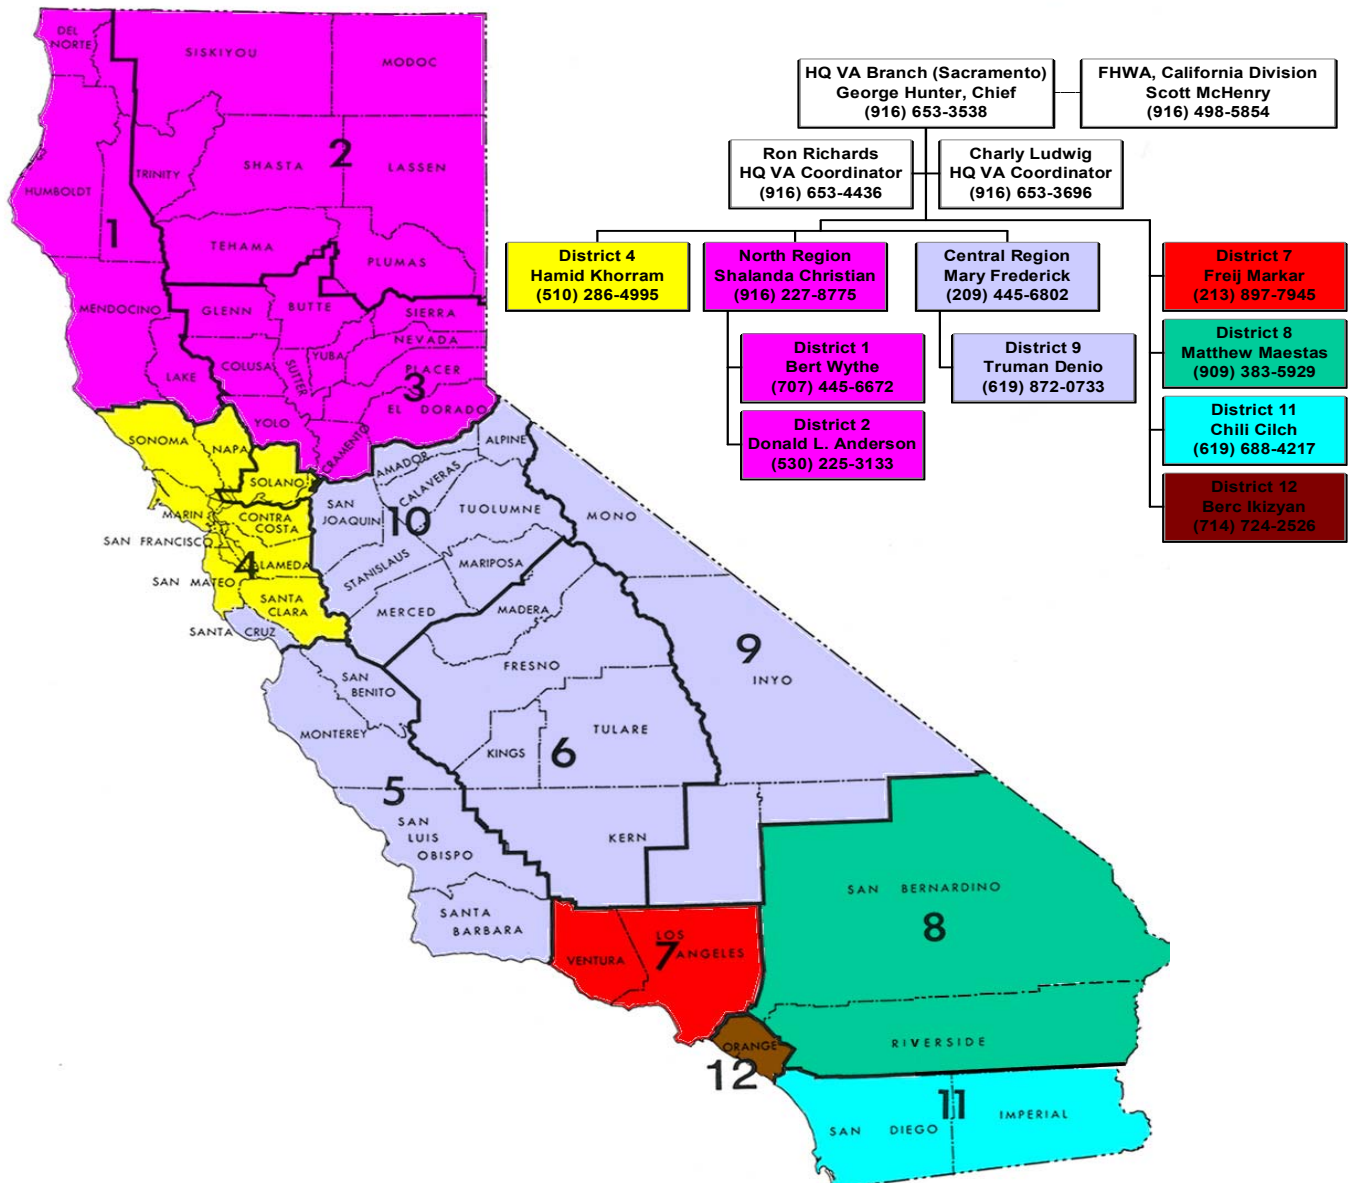 HQ VA Branch (Sacramento)
George Hunter, Chief
(916) 653-3538
FHWA, California Division
Scott McHenry
(916) 498-5854
Ron Richards
HQ VA Coordinator
(916) 653-4436
Charly Ludwig
HQ VA Coordinator
(916) 653-3696
District 4
Hamid Khorram
(510) 286-4995
North Region
Shalanda Christian
(916) 227-8775
Central Region
Mary Frederick
(209) 445-6802
District 7
Freij Markar
(213) 897-7945
District 1
Bert Wythe
(707) 445-6672
District 9
Truman Denio
(619) 872-0733
District 8
Matthew Maestas
(909) 383-5929
District 2
Donald L. Anderson
(530) 225-3133
District 11
Chili Cilch
(619) 688-4217
District 12
Berc Ikizyan
(714) 724-2526
DEL
NORTE
SISKIYOU
MODOC
HUMBOLDT
TRINITY
SHASTA
2
LASSEN
1
TEHAMA
PLUMAS
MENDOCINO
GLENN
BUTTE
SIERRA
NEVADA
COLUSA
SUTTER
YUBA
PLACER
LAKE
3
EL DORADO
YOLO
CRAMENTO
SONOMA
NAPA
SOLANO
ALPINE
AMADOR
CALAVERAS
SAN
JOAQUIN
10
TUOLUMNE
MONO
MARIN
CONTRA
COSTA
SAN FRANCISCO
4
LAMEDA
SAN MATEO
STANISLAUS
MARIPOSA
SANTA
CLARA
MERCED
MADERA
SANTA CRUZ
9
INYO
FRESNO
SAN
BENITO
MONTEREY
KINGS
6
TULARE
5
SAN
LUIS
OBISPO
KERN
SANTA
BARBARA
SAN BERNARDINO
8
VENTURA
LOS
7
ANGELES
ORANGE
12
RIVERSIDE
11
SAN DIEGO
IMPERIAL